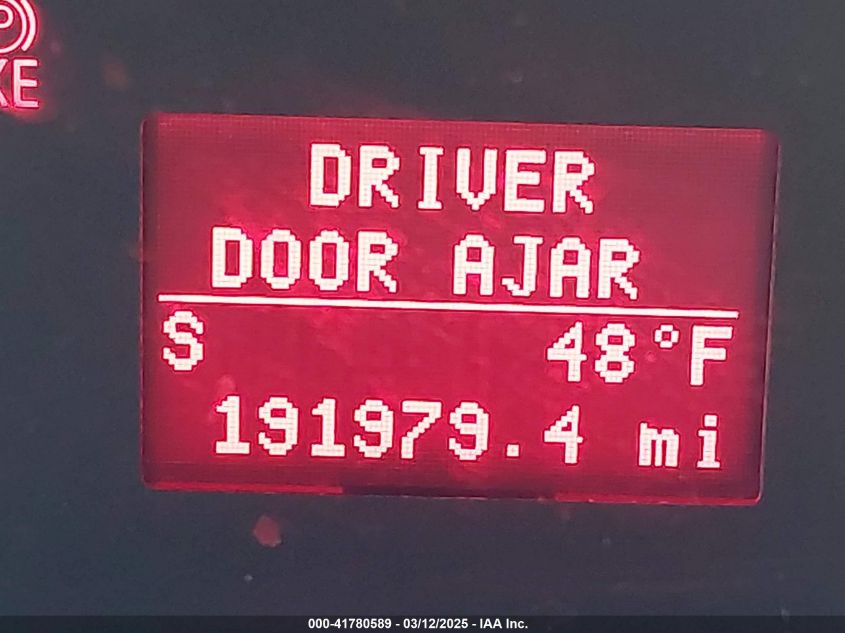 DRIVER
DOOR AJAR
S 48°F
191979.4 mi
000-41780589 - 03/12/2025 - IAA Inc.